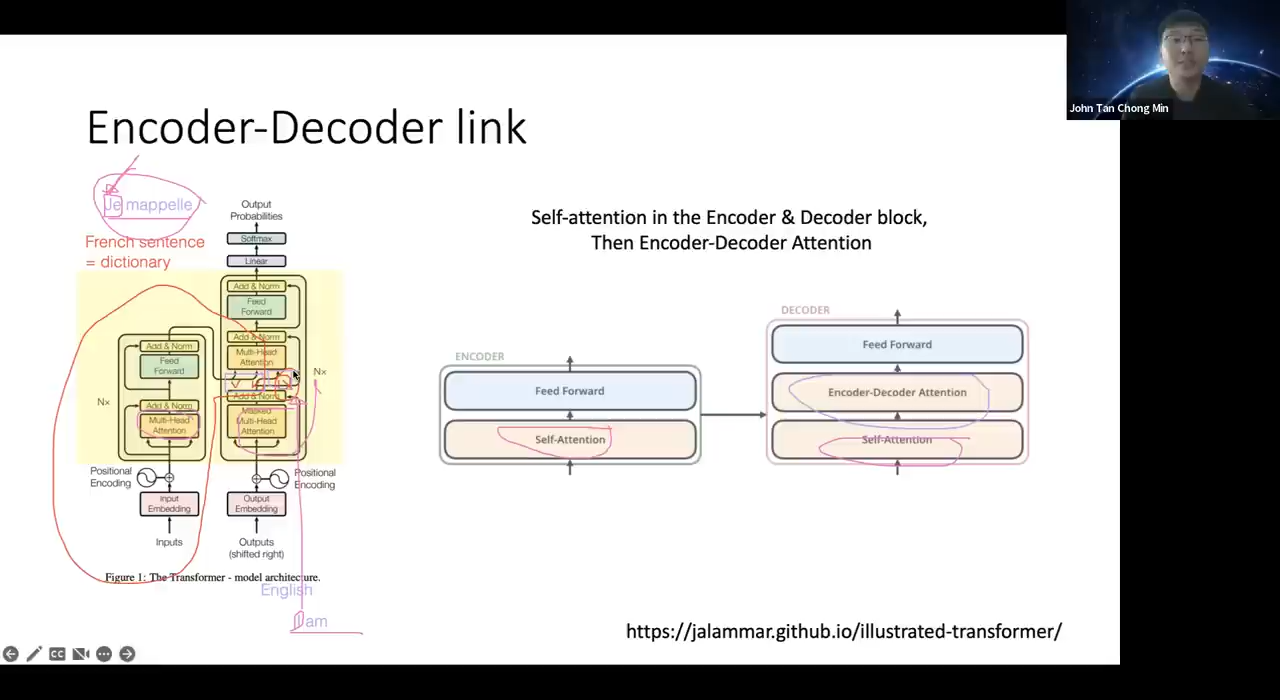 John Tan Chong Min
Encoder-Decoder link
Je mappelle
French sentence
= dictionary
Output
Probabilities
Softmax
Linear
Add & Norm
Feed
Forward
Add & Norm
Multi-Head
Attention
V K Q
Add & Norm
Masked
Multi-Head
Attention
Nx
Positional
Encoding
Output
Embedding
Outputs
(shifted right)
Add & Norm
Feed
Forward
Add & Norm
Multi-Head
Attention
Nx
Positional
Encoding
Input
Embedding
Inputs
Figure 1: The Transformer - model architecture.
English
I am
Self-attention in the Encoder & Decoder block,
Then Encoder-Decoder Attention
ENCODER
Feed Forward
Self-Attention
DECODER
Feed Forward
Encoder-Decoder Attention
Self-Attention
https://jalammar.github.io/illustrated-transformer/
CC